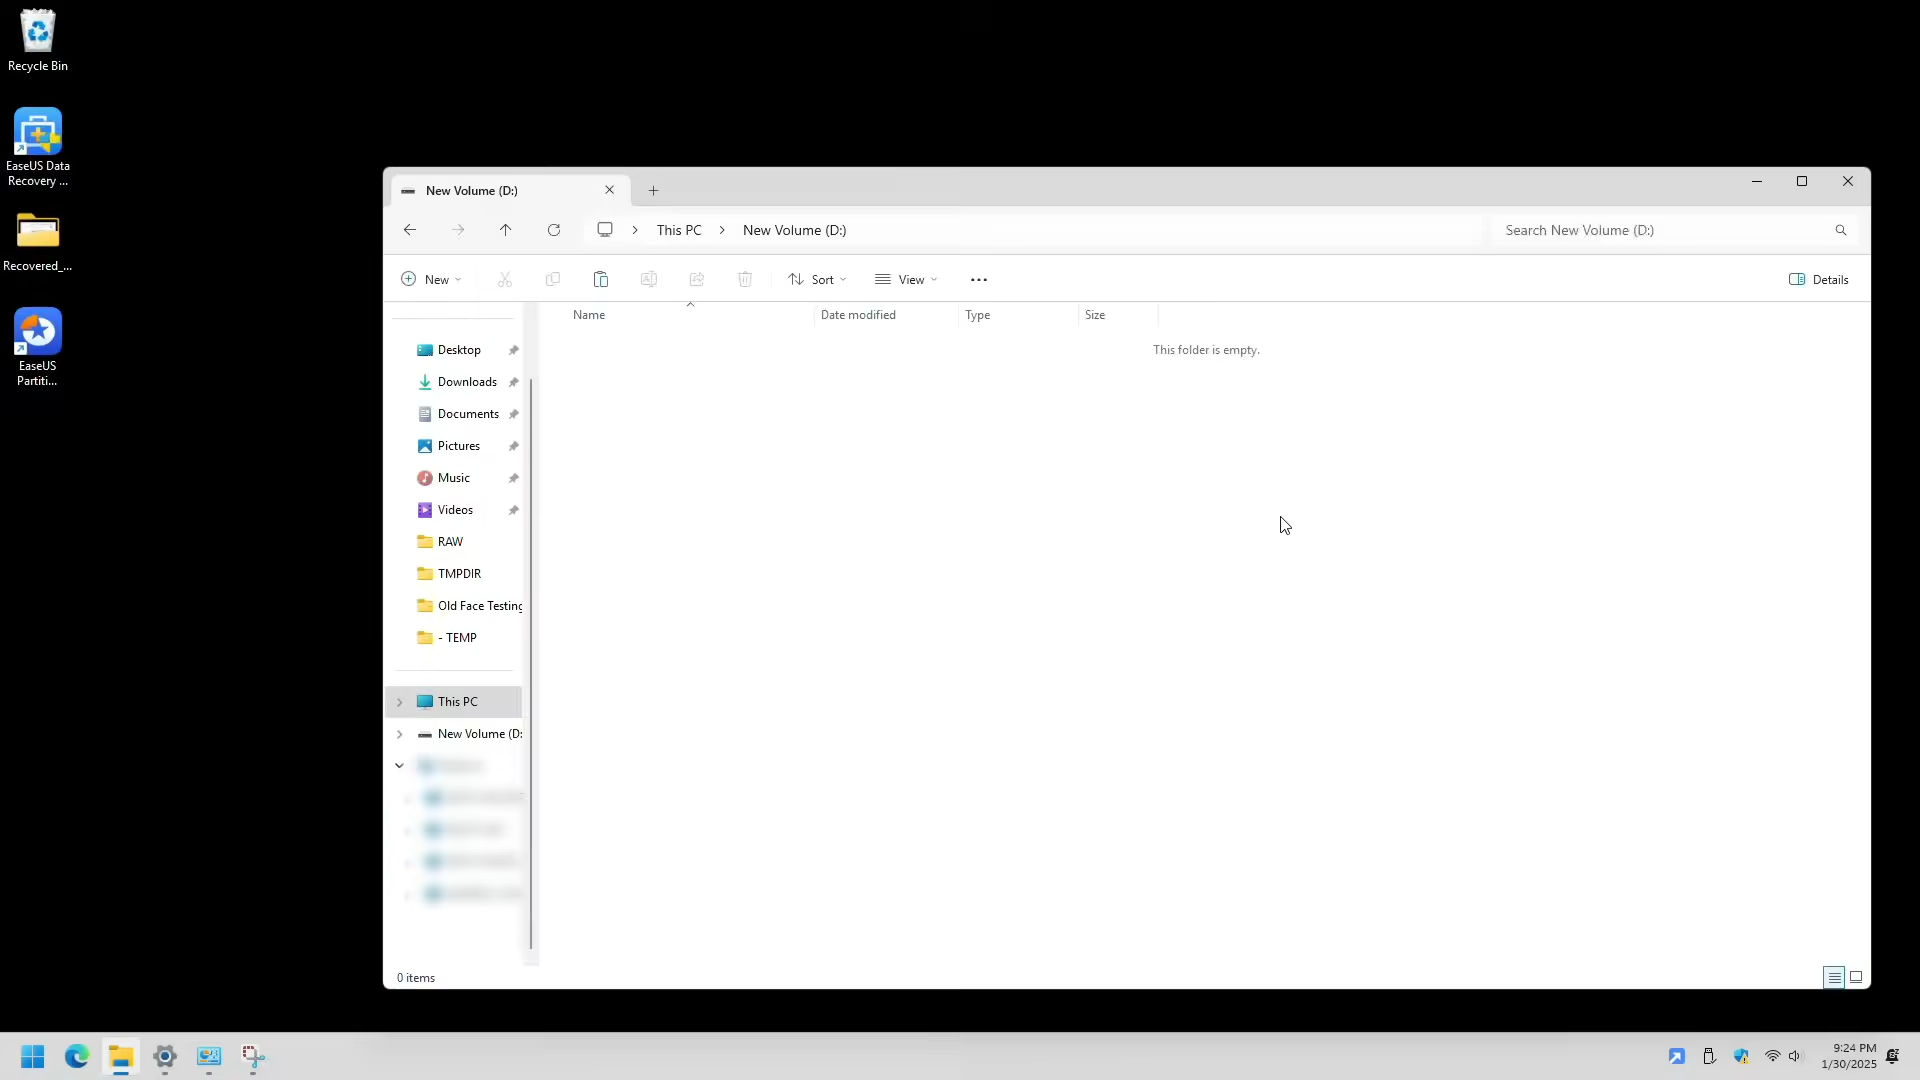 Recycle Bin
EaseUS Data
Recovery ...
Recovered_...
EaseUS
Partiti...
New Volume (D:)
This PC
New Volume (D:)
Search New Volume (D:)
New
Sort
View
Details
Name
Date modified
Type
Size
This folder is empty.
Desktop
Downloads
Documents
Pictures
Music
Videos
RAW
TMPDIR
Old Face Testing
- TEMP
This PC
New Volume (D:
0 items
9:24 PM
1/30/2025